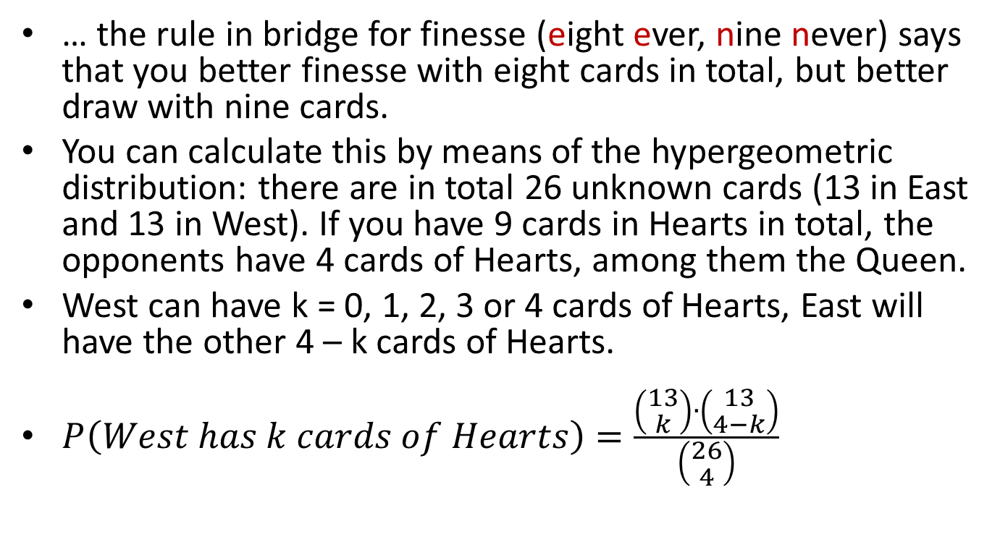 • … the rule in bridge for finesse (eight ever, nine never) says
that you better finesse with eight cards in total, but better
draw with nine cards.
• You can calculate this by means of the hypergeometric
distribution: there are in total 26 unknown cards (13 in East
and 13 in West). If you have 9 cards in Hearts in total, the
opponents have 4 cards of Hearts, among them the Queen.
• West can have k = 0, 1, 2, 3 or 4 cards of Hearts, East will
have the other 4 – k cards of Hearts.
• P(West has k cards of Hearts) = \frac{\binom{13}{k}·\binom{13}{4−k}}{\binom{26}{4}}